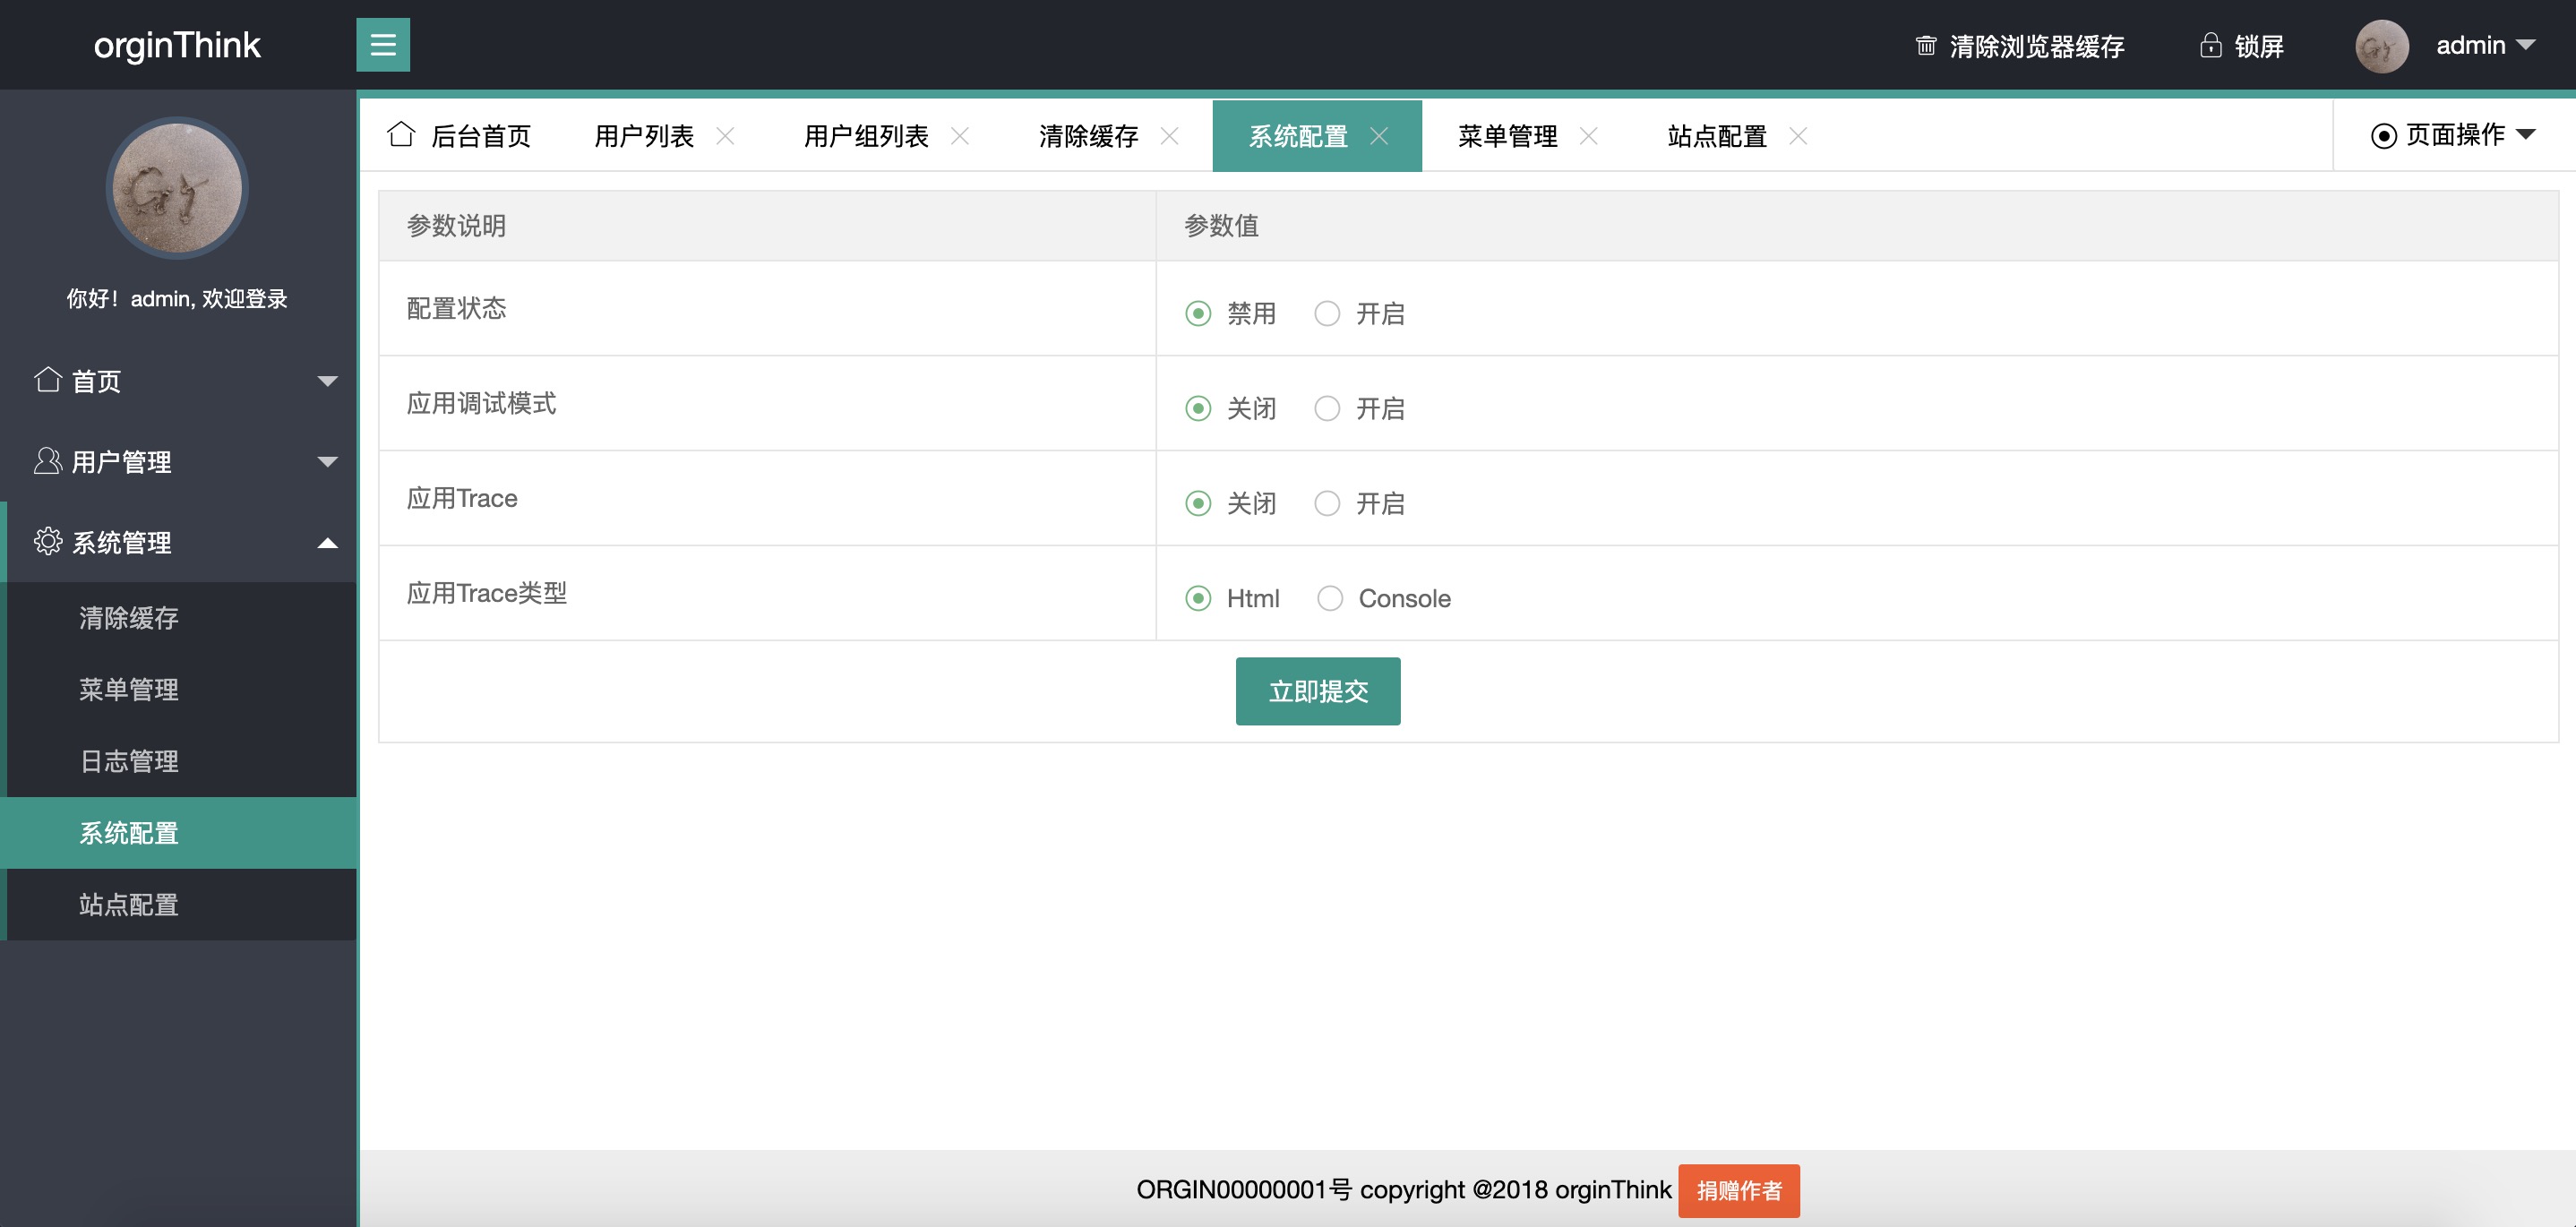 orginThink
清除浏览器缓存
锁屏
admin
你好！admin, 欢迎登录
首页
用户管理
系统管理
清除缓存
菜单管理
日志管理
系统配置
站点配置
后台首页
用户列表
用户组列表
清除缓存
系统配置
菜单管理
站点配置
页面操作
参数说明
参数值
配置状态
禁用 开启
应用调试模式
关闭 开启
应用Trace
关闭 开启
应用Trace类型
Html Console
立即提交
ORGIN00000001号 copyright @2018 orginThink
捐赠作者